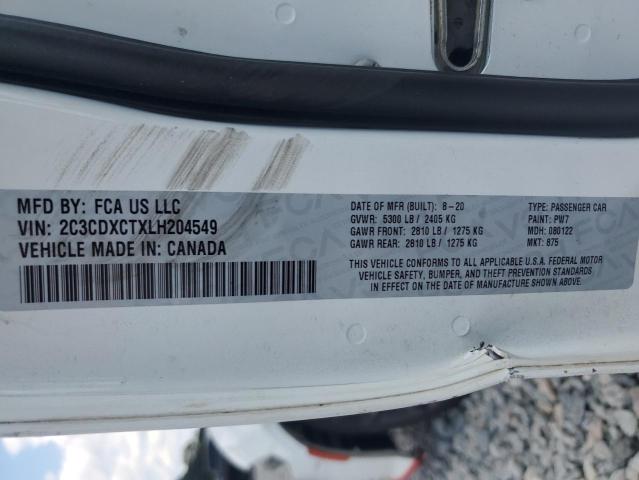 MFD BY: FCA US LLC
VIN: 2C3CDXCTXLH204549
VEHICLE MADE IN: CANADA
DATE OF MFR (BUILT): 8-20
GVWR: 5300 LB / 2405 KG
GAWR FRONT: 2810 LB / 1275 KG
GAWR REAR: 2810 LB / 1275 KG
TYPE: PASSENGER CAR
PAINT: PW7
MDH: 080122
MKT: 875
THIS VEHICLE CONFORMS TO ALL APPLICABLE U.S.A. FEDERAL MOTOR
VEHICLE SAFETY, BUMPER, AND THEFT PREVENTION STANDARDS
IN EFFECT ON THE DATE OF MANUFACTURE SHOWN ABOVE.